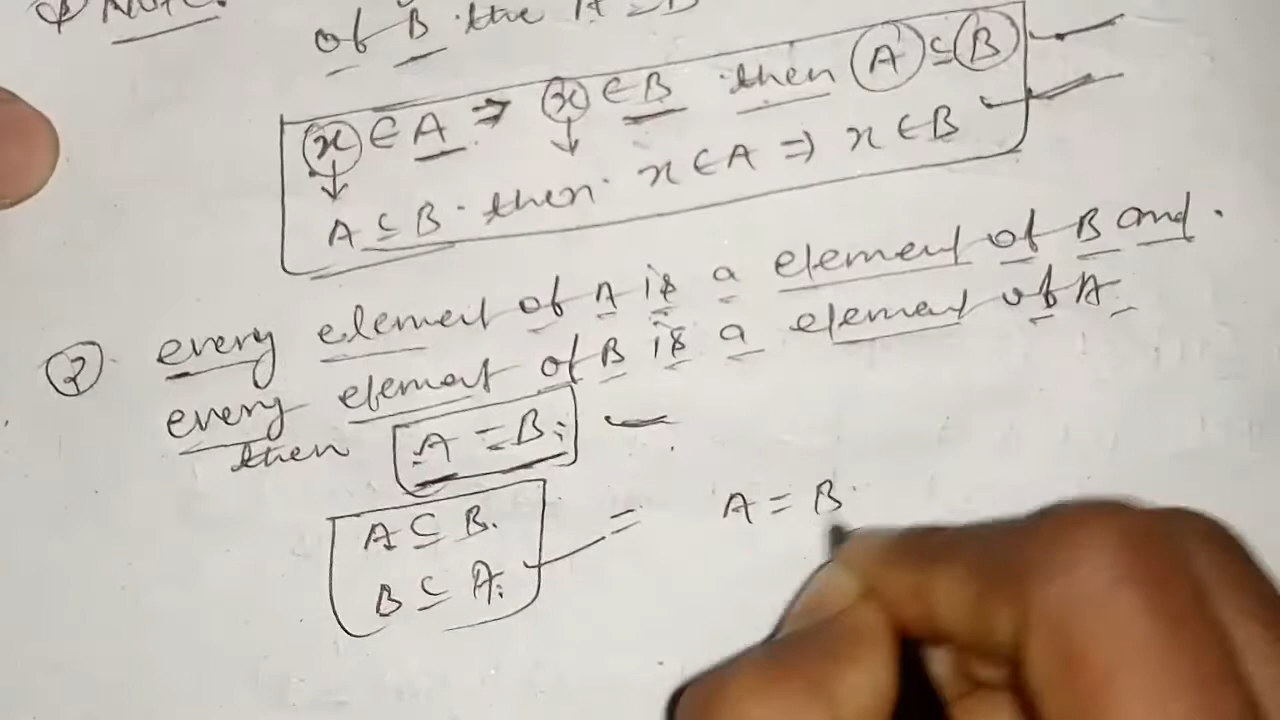 Note:
of B the A ⊆ B
x ∈ A ⇒ x ∈ B then A ⊆ B
A ⊆ B then x ∈ A ⇒ x ∈ B
② every element of A is a element of B and
every element of B is a element of A
then A = B
A ⊆ B.
B ⊆ A. = A = B